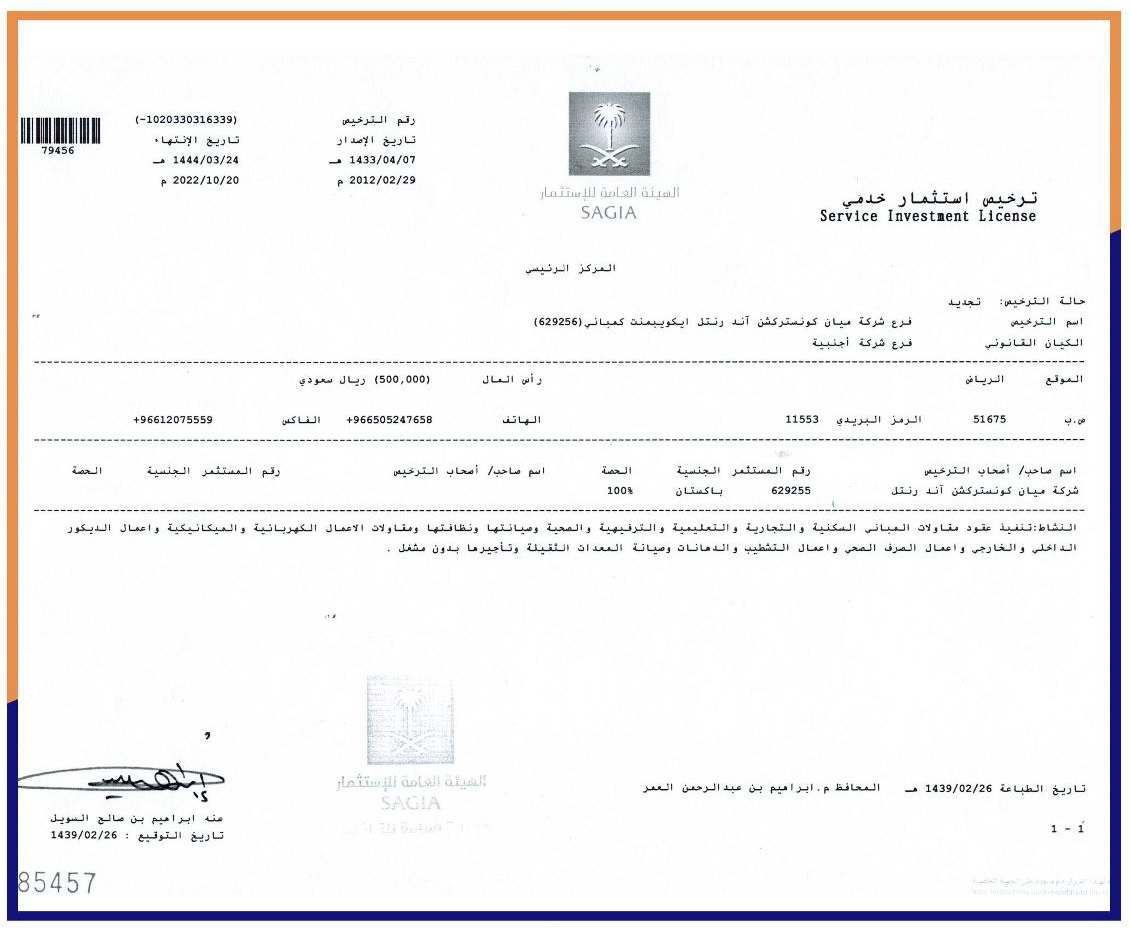 رقم الترخيص (1020330316339-)
تاريخ الإصدار تاريخ الإنتهاء
1433/04/07 هـ 1444/03/24 هـ
2012/02/29 م 2022/10/20 م
79456
الهيئة العامة للإستثمار
SAGIA
ترخيص استثمار خدمي
Service Investment License
المركز الرئيسي
حالة الترخيص: تجديد
اسم الترخيص فرع شركة ميان كونستركشن آند رنتل ايكويبمنت كمباني(629256)
الكيان القانوني فرع شركة أجنبية
الموقع الرياض رأس المال (500,000) ريال سعودي
ص.ب 51675 الرمز البريدي 11553 الهاتف +966505247658 الفاكس +96612075559
اسم صاحب/ أصحاب الترخيص رقم المستثمر الجنسية الحصة اسم صاحب/ أصحاب الترخيص رقم المستثمر الجنسية الحصة
شركة ميان كونستركشن آند رنتل 629255 باكستان 100%
النشاط:تنفيذ عقود مقاولات المباني السكنية والتجارية والتعليمية والترفيهية والصحية وصيانتها ونظافتها ومقاولات الاعمال الكهربائية والميكانيكية واعمال الديكور
الداخلي والخارجي واعمال الصرف الصحي واعمال التشطيب والدهانات وصيانة المعدات الثقيلة وتأجيرها بدون مشغل .
الهيئة العامة للإستثمار
SAGIA
تاريخ الطباعة 1439/02/26 هـ المحافظ م.ابراهيم بن عبدالرحمن العمر
عنه ابراهيم بن صالح السويل
تاريخ التوقيع : 1439/02/26
1 - 1
85457